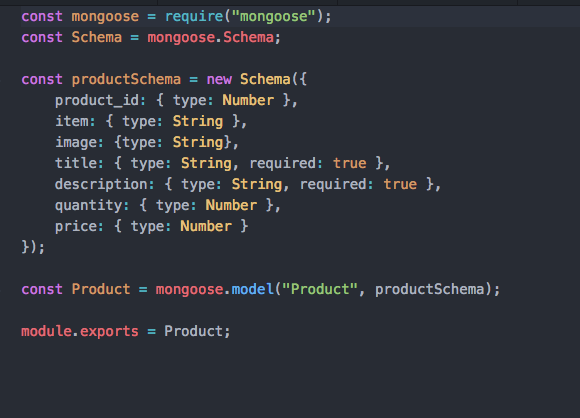 const mongoose = require("mongoose");
const Schema = mongoose.Schema;
const productSchema = new Schema({
    product_id: { type: Number },
    item: { type: String },
    image: {type: String},
    title: { type: String, required: true },
    description: { type: String, required: true },
    quantity: { type: Number },
    price: { type: Number }
});
const Product = mongoose.model("Product", productSchema);
module.exports = Product;